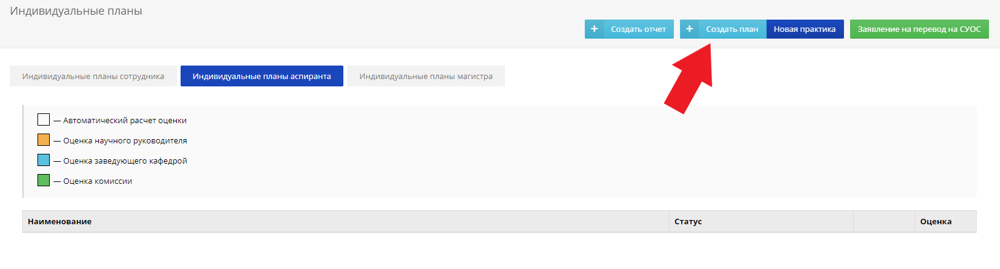 Индивидуальные планы
+ Создать отчет + Создать план Новая практика Заявление на перевод на СУОС
Индивидуальные планы сотрудника Индивидуальные планы аспиранта Индивидуальные планы магистра
— Автоматический расчет оценки
— Оценка научного руководителя
— Оценка заведующего кафедрой
— Оценка комиссии
Наименование Статус Оценка